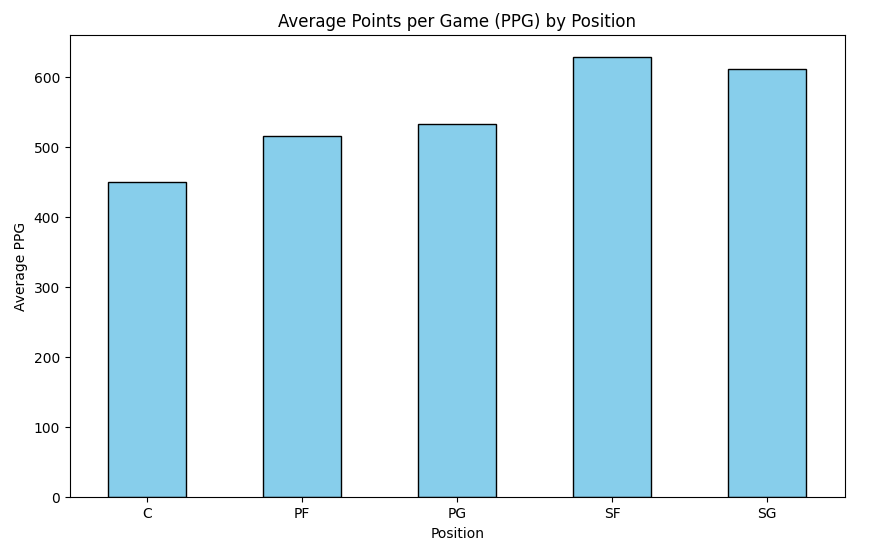 Average Points per Game (PPG) by Position
Average PPG
600
500
400
300
200
100
0
C PF PG SF SG
Position